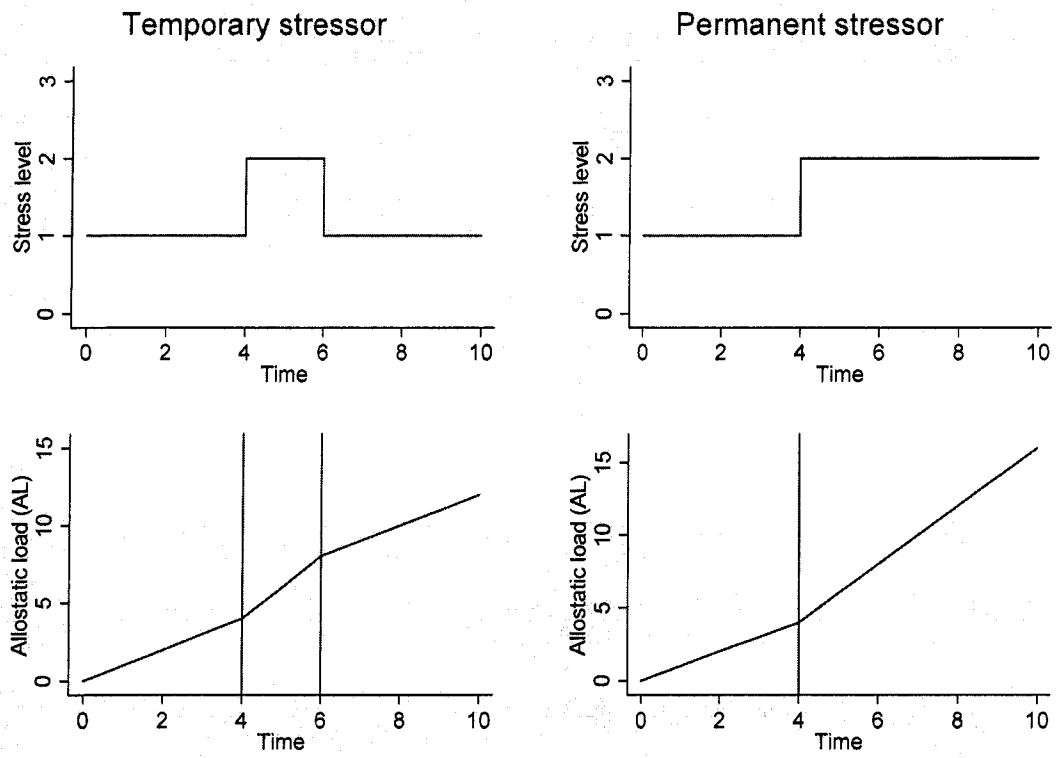 Temporary stressor
Permanent stressor
Stress level
3
2
1
0
0 2 4 6 8 10
Time
Stress level
3
2
1
0
0 2 4 6 8 10
Time
Allostatic load (AL)
15
10
5
0
0 2 4 6 8 10
Time
Allostatic load (AL)
15
10
5
0
0 2 4 6 8 10
Time